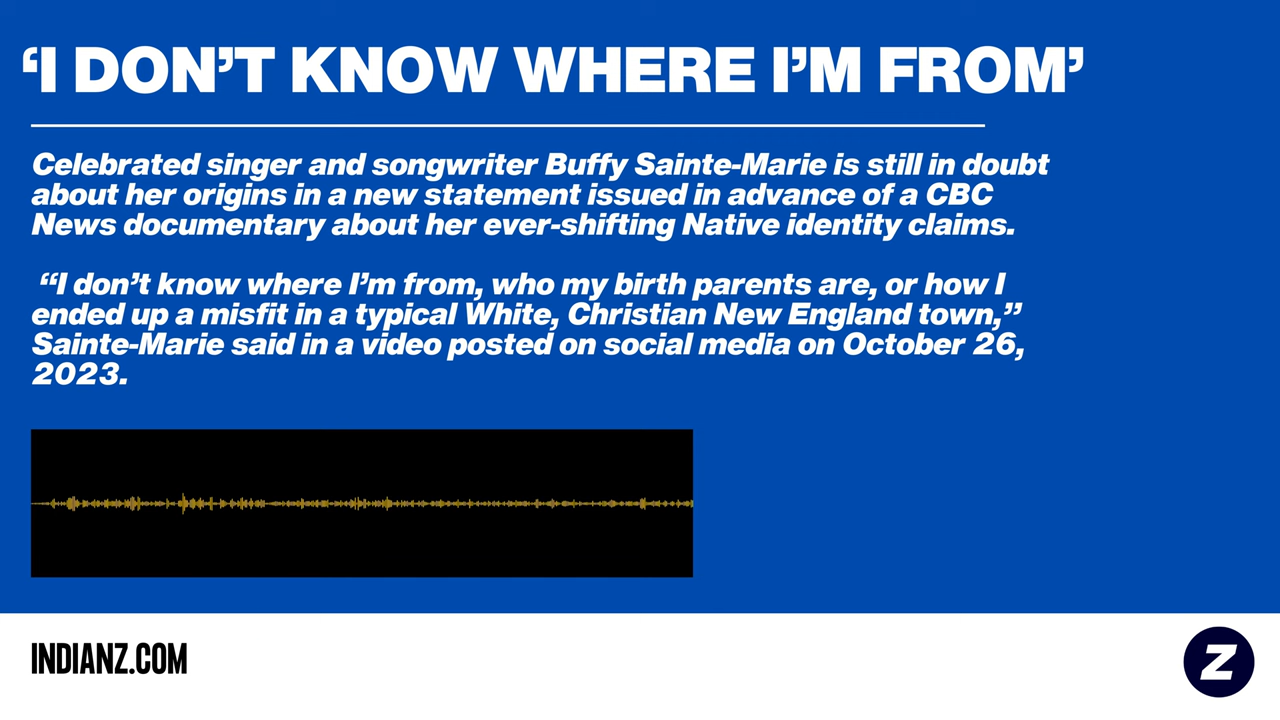 ‘I DON’T KNOW WHERE I’M FROM’
Celebrated singer and songwriter Buffy Sainte-Marie is still in doubt
about her origins in a new statement issued in advance of a CBC
News documentary about her ever-shifting Native identity claims.
“I don’t know where I’m from, who my birth parents are, or how I
ended up a misfit in a typical White, Christian New England town,”
Sainte-Marie said in a video posted on social media on October 26,
2023.
INDIANZ.COM
Z